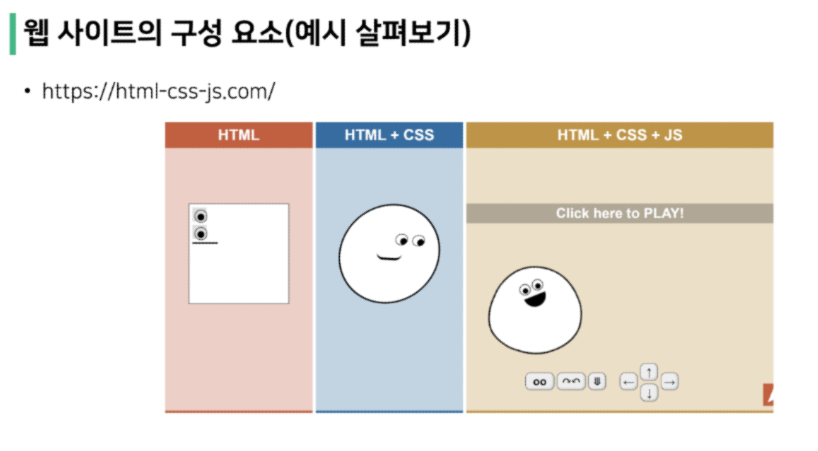 웹 사이트의 구성 요소(예시 살펴보기)
• https://html-css-js.com/
HTML
HTML + CSS
HTML + CSS + JS
Click here to PLAY!